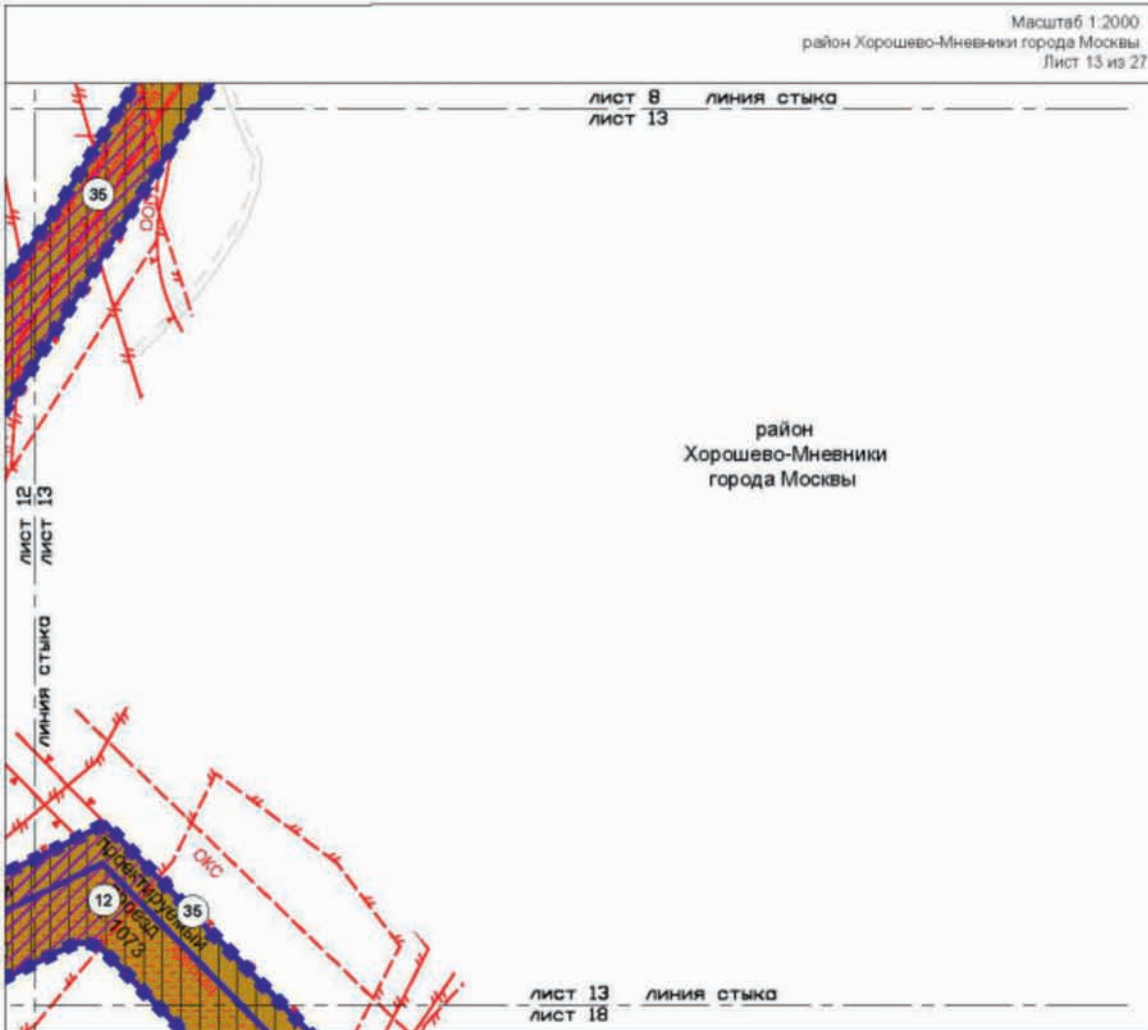 Масштаб 1:2000
район Хорошево-Мневники города Москвы
Лист 13 из 27
лист 8 линия стыка
лист 13
35
район
Хорошево-Мневники
города Москвы
лист 12
лист 13
линия стыка
ОКС
Проектируемый
проезд
1073
12
35
лист 13 линия стыка
лист 18